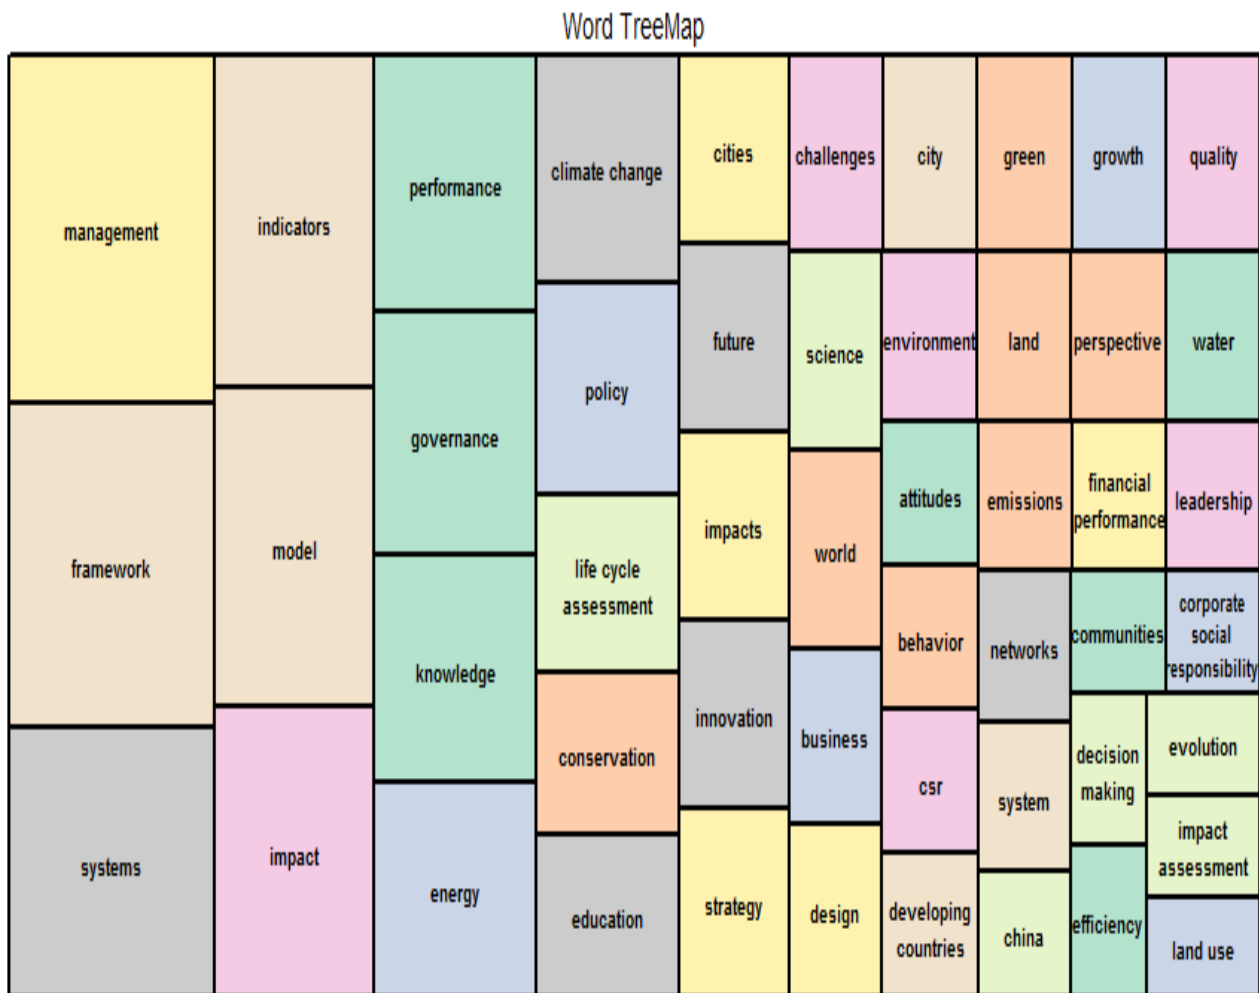 Word TreeMap
management
framework
systems
indicators
model
impact
performance
governance
knowledge
energy
climate change
policy
life cycle
assessment
conservation
education
cities
future
impacts
innovation
strategy
challenges
science
world
business
design
city
environment
attitudes
behavior
csr
developing
countries
green
land
emissions
networks
system
china
growth
perspective
financial
performance
communities
decision
making
efficiency
quality
water
leadership
corporate
social
responsibility
evolution
impact
assessment
land use